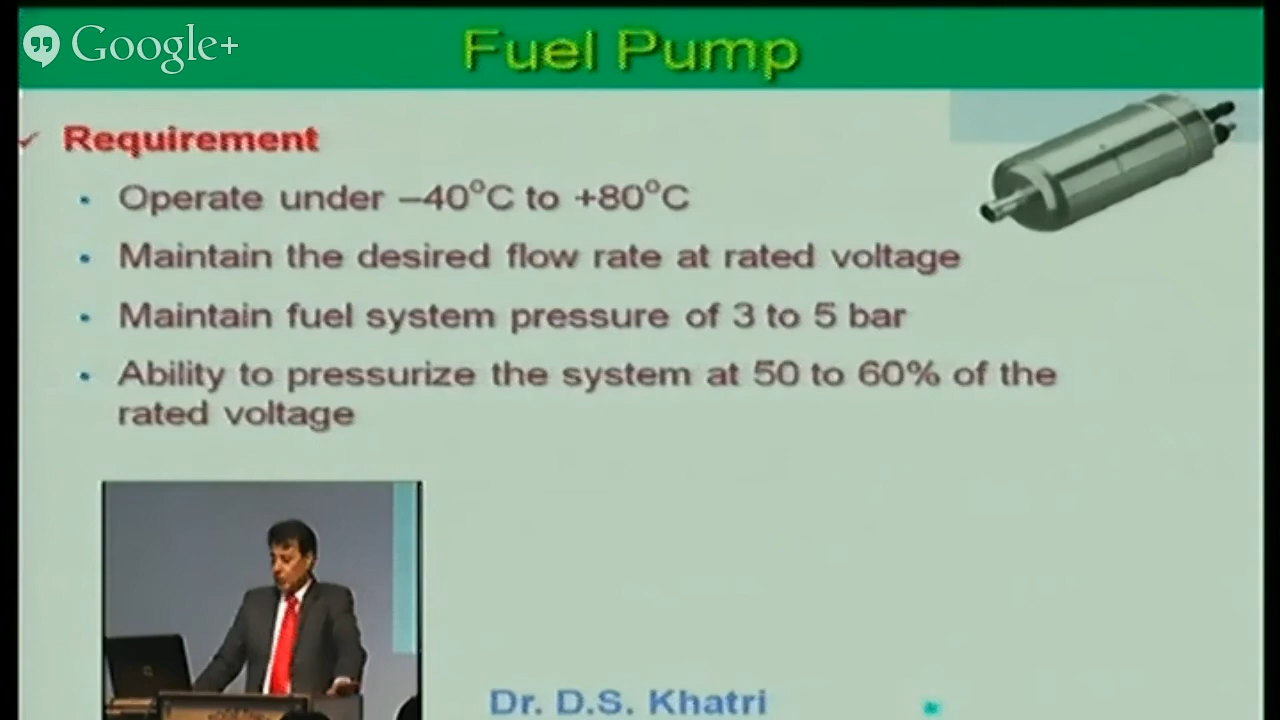 Google+
Fuel Pump
Requirement
Operate under –40°C to +80°C
Maintain the desired flow rate at rated voltage
Maintain fuel system pressure of 3 to 5 bar
Ability to pressurize the system at 50 to 60% of the
rated voltage
Dr. D.S. Khatri